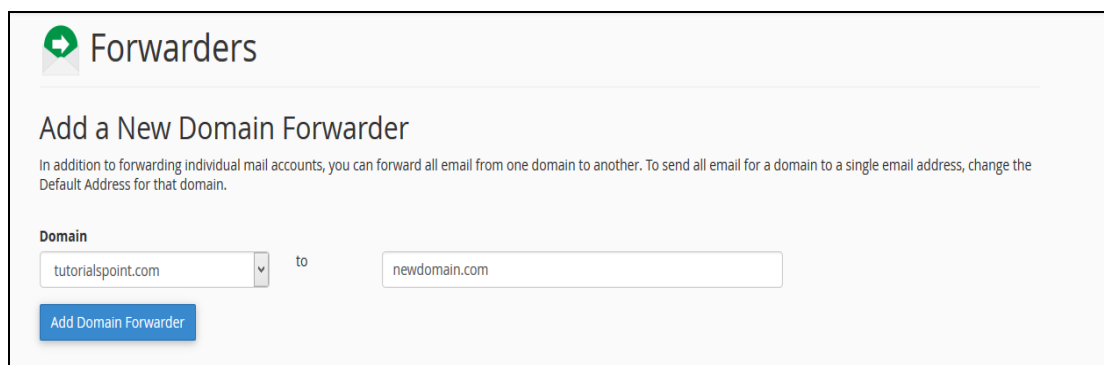 Forwarders
Add a New Domain Forwarder
In addition to forwarding individual mail accounts, you can forward all email from one domain to another. To send all email for a domain to a single email address, change the
Default Address for that domain.
Domain
tutorialspoint.com to newdomain.com
Add Domain Forwarder